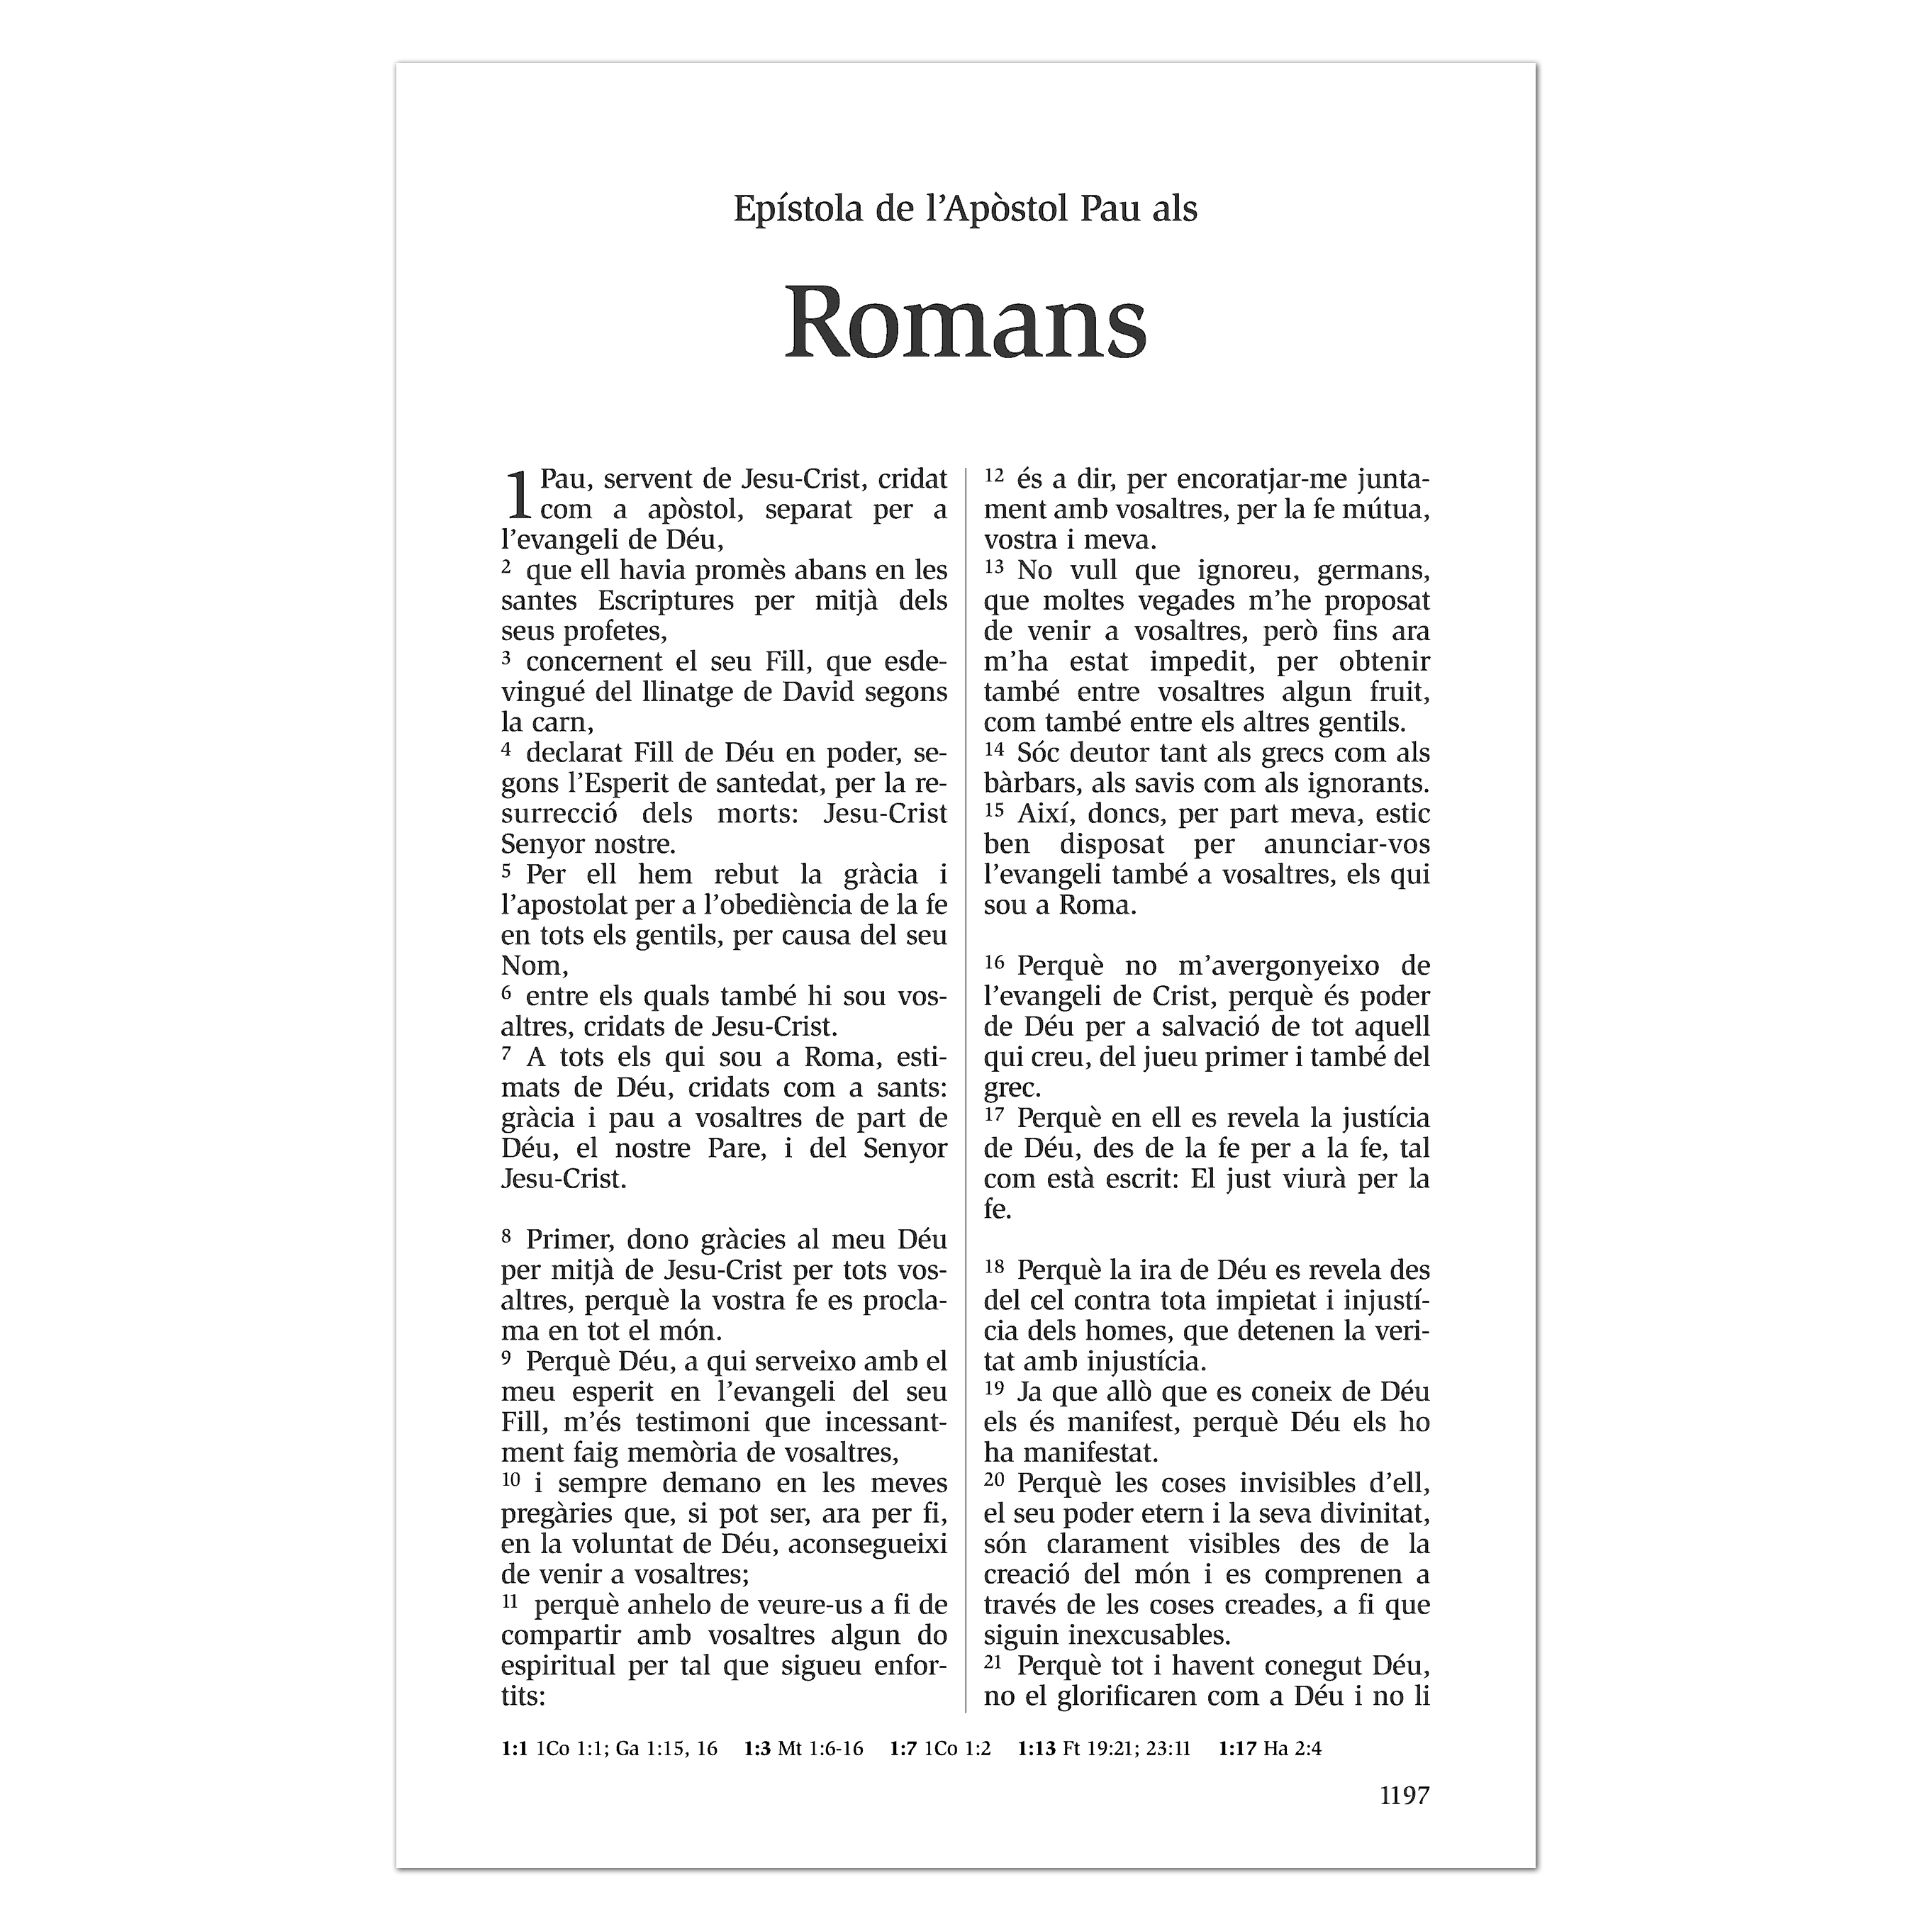 Epístola de l’Apòstol Pau als
Romans
1 Pau, servent de Jesu-Crist, cridat
com a apòstol, separat per a
l’evangeli de Déu,
2 que ell havia promès abans en les
santes Escriptures per mitjà dels
seus profetes,
3 concernent el seu Fill, que esde-
vingué del llinatge de David segons
la carn,
4 declarat Fill de Déu en poder, se-
gons l’Esperit de santedat, per la re-
surrecció dels morts: Jesu-Crist
Senyor nostre.
5 Per ell hem rebut la gràcia i
l’apostolat per a l’obediència de la fe
en tots els gentils, per causa del seu
Nom,
6 entre els quals també hi sou vos-
altres, cridats de Jesu-Crist.
7 A tots els qui sou a Roma, esti-
mats de Déu, cridats com a sants:
gràcia i pau a vosaltres de part de
Déu, el nostre Pare, i del Senyor
Jesu-Crist.
8 Primer, dono gràcies al meu Déu
per mitjà de Jesu-Crist per tots vos-
altres, perquè la vostra fe es procla-
ma en tot el món.
9 Perquè Déu, a qui serveixo amb el
meu esperit en l’evangeli del seu
Fill, m’és testimoni que incessant-
ment faig memòria de vosaltres,
10 i sempre demano en les meves
pregàries que, si pot ser, ara per fi,
en la voluntat de Déu, aconsegueixi
de venir a vosaltres;
11 perquè anhelo de veure-us a fi de
compartir amb vosaltres algun do
espiritual per tal que sigueu enfor-
tits:
12 és a dir, per encoratjar-me junta-
ment amb vosaltres, per la fe mútua,
vostra i meva.
13 No vull que ignoreu, germans,
que moltes vegades m’he proposat
de venir a vosaltres, però fins ara
m’ha estat impedit, per obtenir
també entre vosaltres algun fruit,
com també entre els altres gentils.
14 Sóc deutor tant als grecs com als
bàrbars, als savis com als ignorants.
15 Així, doncs, per part meva, estic
ben disposat per anunciar-vos
l’evangeli també a vosaltres, els qui
sou a Roma.
16 Perquè no m’avergonyeixo de
l’evangeli de Crist, perquè és poder
de Déu per a salvació de tot aquell
qui creu, del jueu primer i també del
grec.
17 Perquè en ell es revela la justícia
de Déu, des de la fe per a la fe, tal
com està escrit: El just viurà per la
fe.
18 Perquè la ira de Déu es revela des
del cel contra tota impietat i injustí-
cia dels homes, que detenen la veri-
tat amb injustícia.
19 Ja que allò que es coneix de Déu
els és manifest, perquè Déu els ho
ha manifestat.
20 Perquè les coses invisibles d’ell,
el seu poder etern i la seva divinitat,
són clarament visibles des de la
creació del món i es comprenen a
través de les coses creades, a fi que
siguin inexcusables.
21 Perquè tot i havent conegut Déu,
no el glorificaren com a Déu i no li
1:1 1Co 1:1; Ga 1:15, 16 1:3 Mt 1:6-16 1:7 1Co 1:2 1:13 Ft 19:21; 23:11 1:17 Ha 2:4
1197